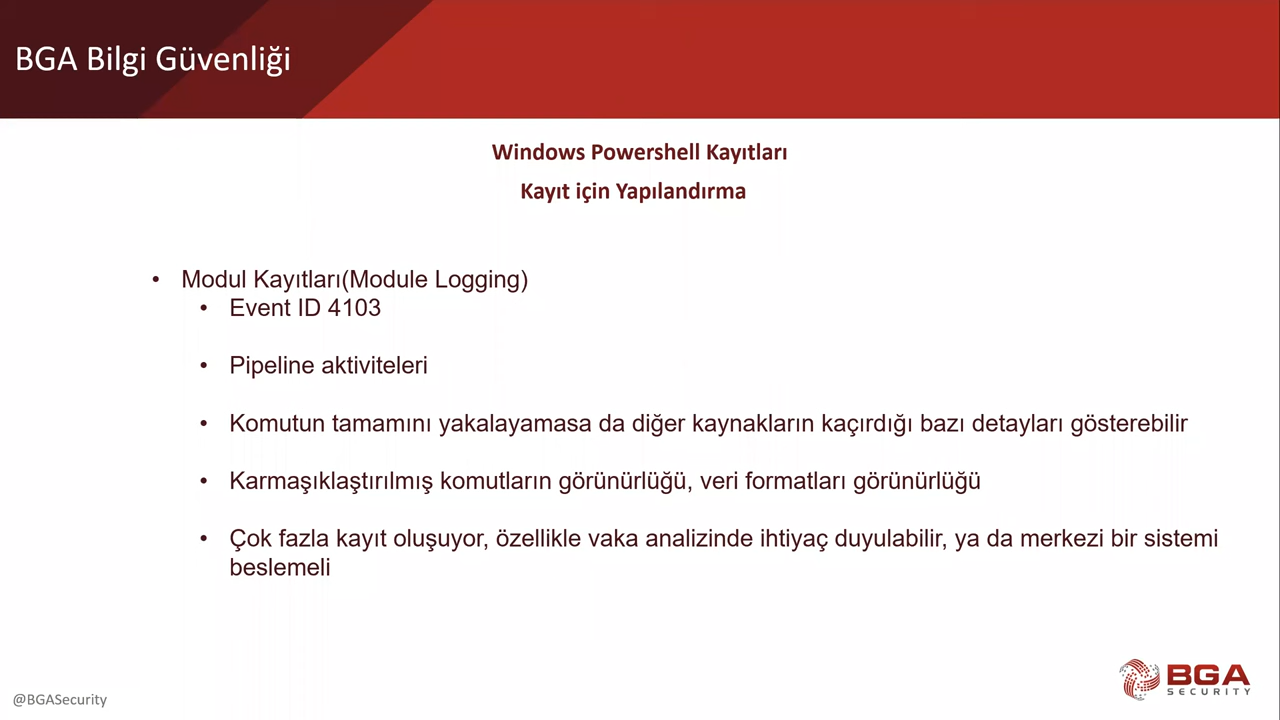 BGA Bilgi Güvenliği
Windows Powershell Kayıtları
Kayıt için Yapılandırma
• Modul Kayıtları(Module Logging)
• Event ID 4103
• Pipeline aktiviteleri
• Komutun tamamını yakalayamasa da diğer kaynakların kaçırdığı bazı detayları gösterebilir
• Karmaşıklaştırılmış komutların görünürlüğü, veri formatları görünürlüğü
• Çok fazla kayıt oluşuyor, özellikle vaka analizinde ihtiyaç duyulabilir, ya da merkezi bir sistemi
beslemeli
@BGASecurity
BGA
SECURITY